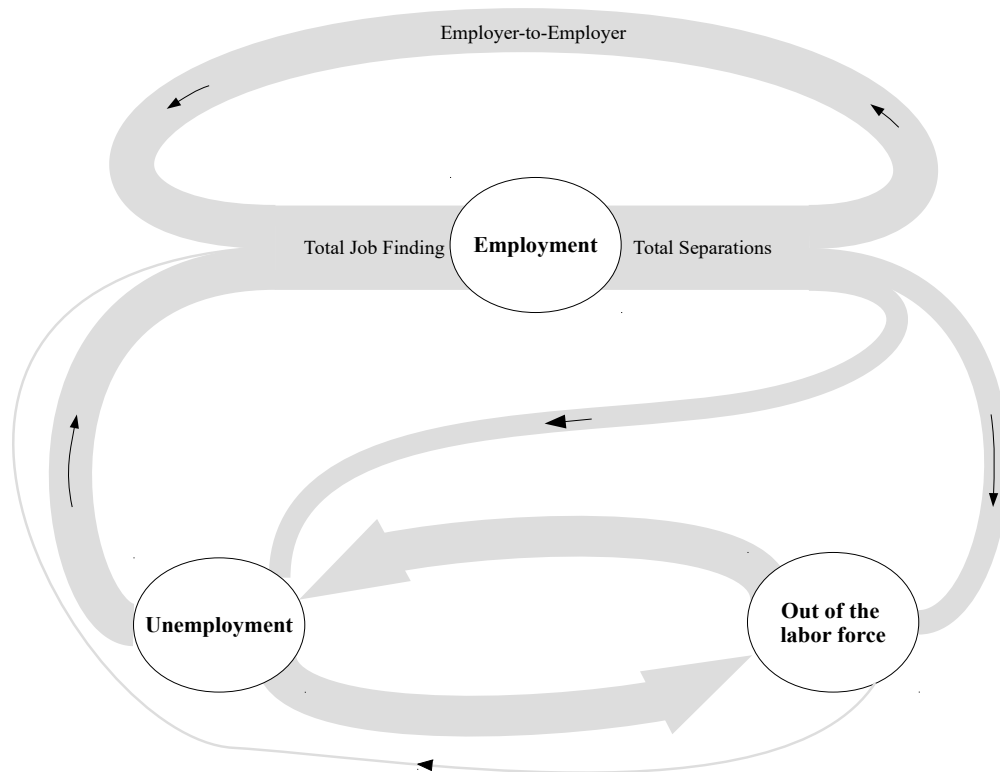 Employer-to-Employer
Total Job Finding
Employment
Total Separations
Unemployment
Out of the
labor force